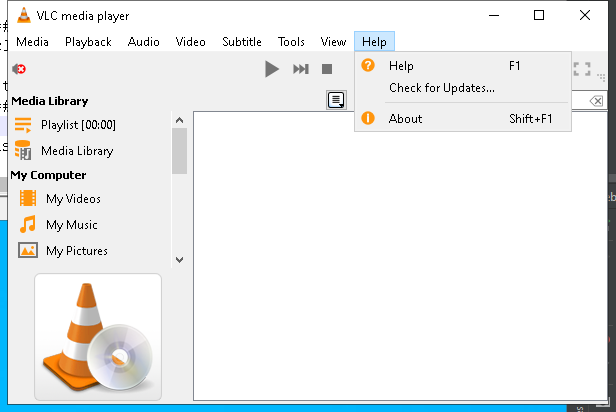 VLC media player
Media Playback Audio Video Subtitle Tools View Help
Help F1
Check for Updates...
About Shift+F1
Media Library
Playlist [00:00]
Media Library
My Computer
My Videos
My Music
My Pictures